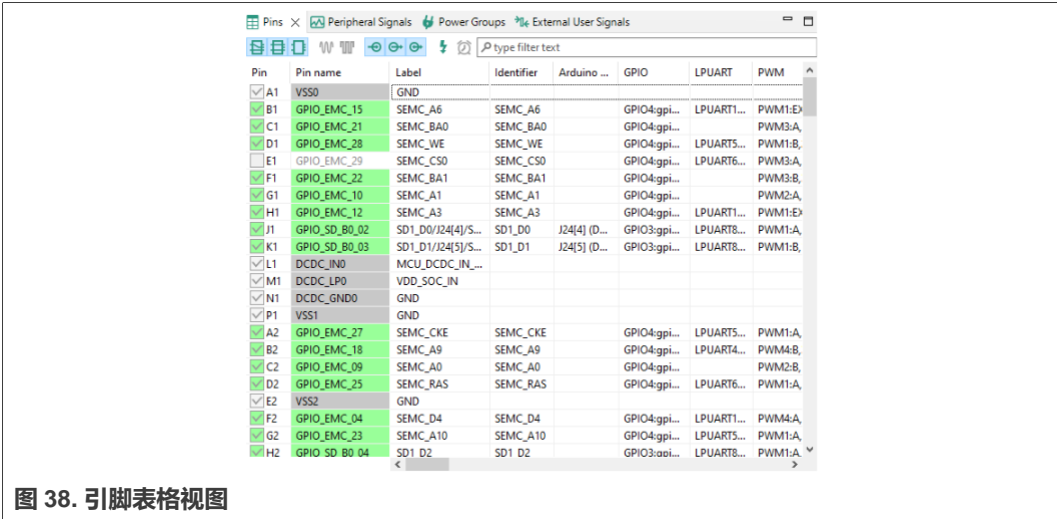 Pins Peripheral Signals Power Groups External User Signals
type filter text
Pin Pin name Label Identifier Arduino ... GPIO LPUART PWM
A1 VSS0 GND
B1 GPIO_EMC_15 SEMC_A6 SEMC_A6 GPIO4:gpi... LPUART1... PWM1:EX
C1 GPIO_EMC_21 SEMC_BA0 SEMC_BA0 GPIO4:gpi... PWM3:A,
D1 GPIO_EMC_28 SEMC_WE SEMC_WE GPIO4:gpi... LPUART5... PWM1:B,
E1 GPIO_EMC_29 SEMC_CS0 SEMC_CS0 GPIO4:gpi... LPUART6... PWM3:A,
F1 GPIO_EMC_22 SEMC_BA1 SEMC_BA1 GPIO4:gpi... PWM3:B,
G1 GPIO_EMC_10 SEMC_A1 SEMC_A1 GPIO4:gpi... PWM2:A,
H1 GPIO_EMC_12 SEMC_A3 SEMC_A3 GPIO4:gpi... LPUART1... PWM1:EX
J1 GPIO_SD_B0_02 SD1_D0/J24[4]/S... SD1_D0 J24[4] (D... GPIO3:gpi... LPUART8... PWM1:A,
K1 GPIO_SD_B0_03 SD1_D1/J24[5]/S... SD1_D1 J24[5] (D... GPIO3:gpi... LPUART8... PWM1:B,
L1 DCDC_IN0 MCU_DCDC_IN_...
M1 DCDC_LP0 VDD_SOC_IN
N1 DCDC_GND0 GND
P1 VSS1 GND
A2 GPIO_EMC_27 SEMC_CKE SEMC_CKE GPIO4:gpi... LPUART5... PWM1:A,
B2 GPIO_EMC_18 SEMC_A9 SEMC_A9 GPIO4:gpi... LPUART4... PWM4:B,
C2 GPIO_EMC_09 SEMC_A0 SEMC_A0 GPIO4:gpi... PWM2:B,
D2 GPIO_EMC_25 SEMC_RAS SEMC_RAS GPIO4:gpi... LPUART6... PWM1:A,
E2 VSS2 GND
F2 GPIO_EMC_04 SEMC_D4 SEMC_D4 GPIO4:gpi... LPUART1... PWM4:A,
G2 GPIO_EMC_23 SEMC_A10 SEMC_A10 GPIO4:gpi... LPUART5... PWM1:A,
H2 GPIO_SD_B0_04 SD1_D2 SD1_D2 GPIO3:gpi... LPUART8... PWM1:A,
图 38. 引脚表格视图